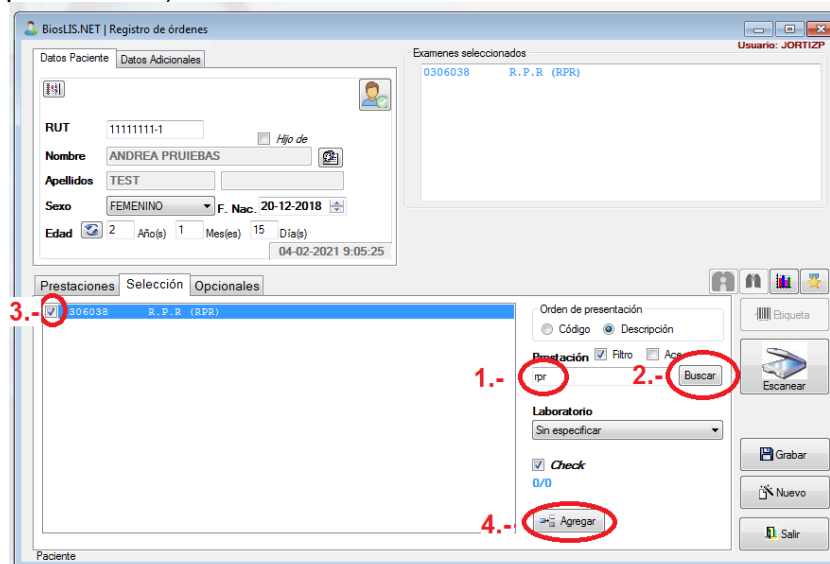 BiosLIS.NET | Registro de órdenes
Usuario: JORTIZP
Datos Paciente Datos Adicionales
RUT 11111111-1 Hijo de
Nombre ANDREA PRUIEBAS
Apellidos TEST
Sexo FEMENINO F. Nac. 20-12-2018
Edad 2 Año(s) 1 Mes(es) 15 Día(s)
04-02-2021 9:05:25
Examenes seleccionados
0306038 R.P.R (RPR)
Prestaciones Selección Opcionales
3.- 0306038 R.P.R (RPR)
Orden de presentación
Código Descripción
Prestación Filtro
1.- rpr 2.- Buscar
Laboratorio
Sin especificar
Check
0/0
4.- Agregar
Etiqueta
Escanear
Grabar
Nuevo
Salir
Paciente